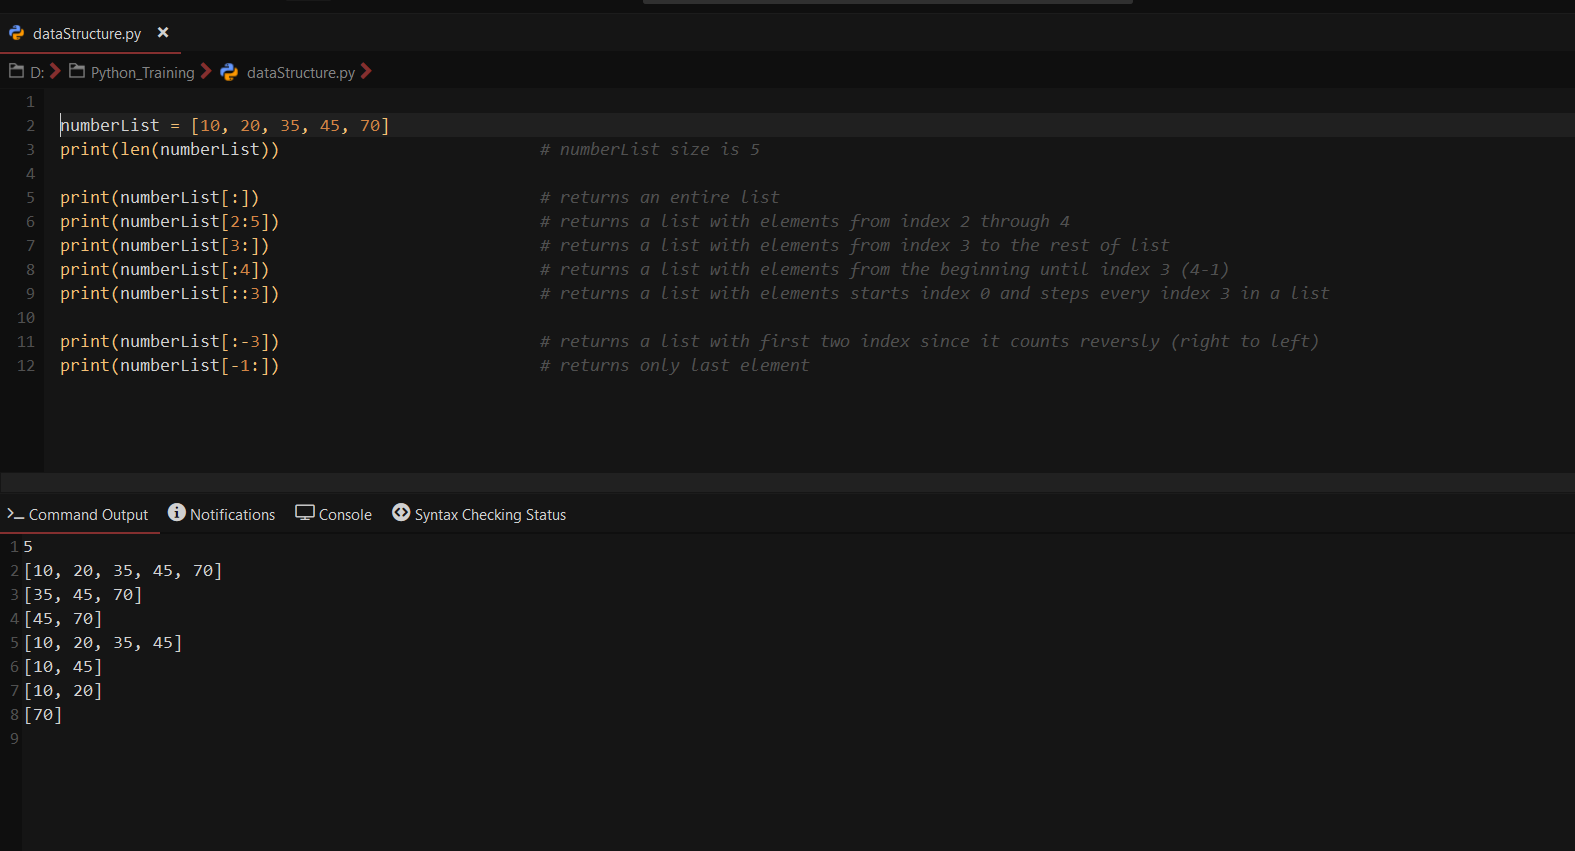 dataStructure.py ×
D: Python_Training dataStructure.py
1
2 numberList = [10, 20, 35, 45, 70]
3 print(len(numberList)) # numberList size is 5
4
5 print(numberList[:]) # returns an entire list
6 print(numberList[2:5]) # returns a list with elements from index 2 through 4
7 print(numberList[3:]) # returns a list with elements from index 3 to the rest of list
8 print(numberList[:4]) # returns a list with elements from the beginning until index 3 (4-1)
9 print(numberList[::3]) # returns a list with elements starts index 0 and steps every index 3 in a list
10
11 print(numberList[:-3]) # returns a list with first two index since it counts reversly (right to left)
12 print(numberList[-1:]) # returns only last element
Command Output Notifications Console Syntax Checking Status
1 5
2 [10, 20, 35, 45, 70]
3 [35, 45, 70]
4 [45, 70]
5 [10, 20, 35, 45]
6 [10, 45]
7 [10, 20]
8 [70]
9